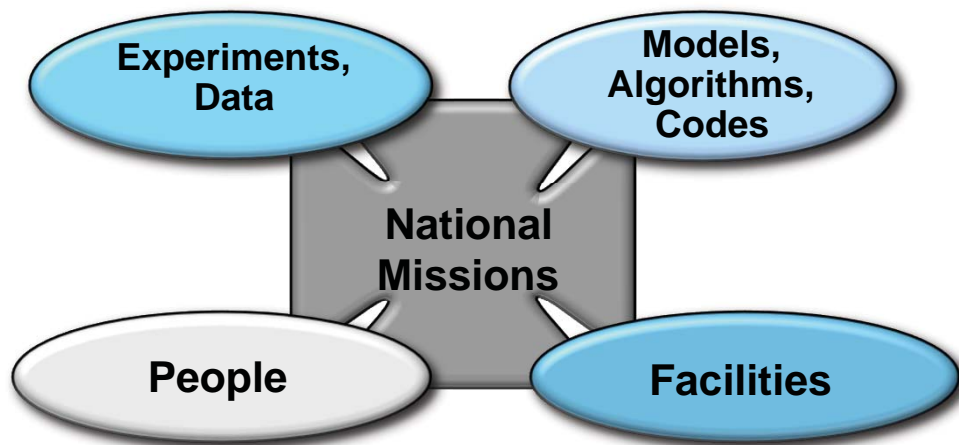 Experiments,
Data
Models,
Algorithms,
Codes
National
Missions
People
Facilities